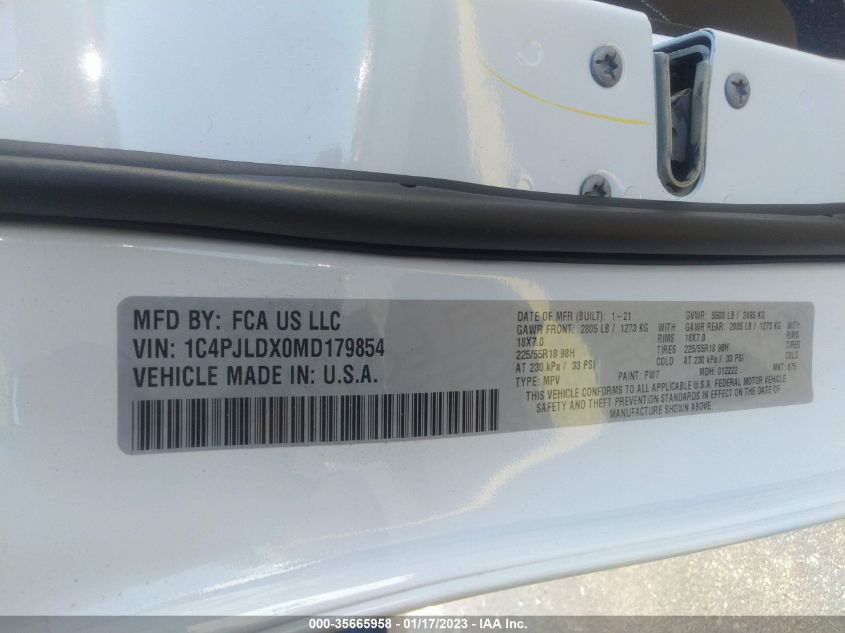 MFD BY: FCA US LLC
VIN: 1C4PJLDX0MD179854
VEHICLE MADE IN: U.S.A.
DATE OF MFR (BUILT): 1-21
GVWR: 5500 LB / 2495 KG
GAWR FRONT: 2805 LB / 1273 KG WITH
GAWR REAR: 2805 LB / 1273 KG WITH
18X7.0 RIMS
18X7.0 RIMS
225/55R18 98H TIRES
225/55R18 98H TIRES
AT 230 kPa / 33 PSI
AT 230 kPa / 33 PSI
TYPE: MPV PAINT: PW7 MDH: 012222 MNT: E75
THIS VEHICLE CONFORMS TO ALL APPLICABLE U.S.A. FEDERAL MOTOR VEHICLE
SAFETY AND THEFT PREVENTION STANDARDS IN EFFECT ON THE DATE OF
MANUFACTURE SHOWN ABOVE.
000-35665958 - 01/17/2023 - IAA Inc.